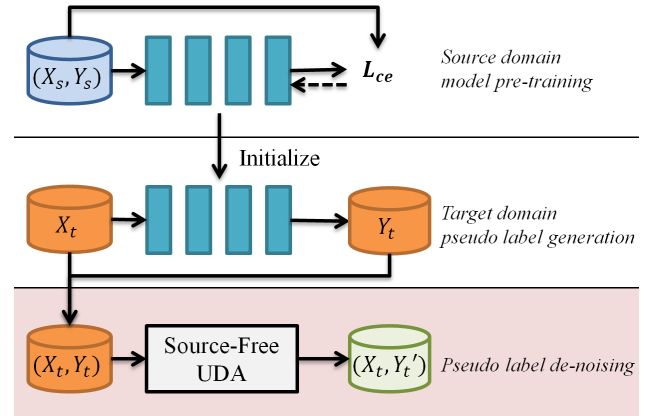 (X_s, Y_s)
L_ce
Source domain
model pre-training
Initialize
X_t
Y_t
Target domain
pseudo label generation
(X_t, Y_t)
Source-Free
UDA
(X_t, Y_t′)
Pseudo label de-noising